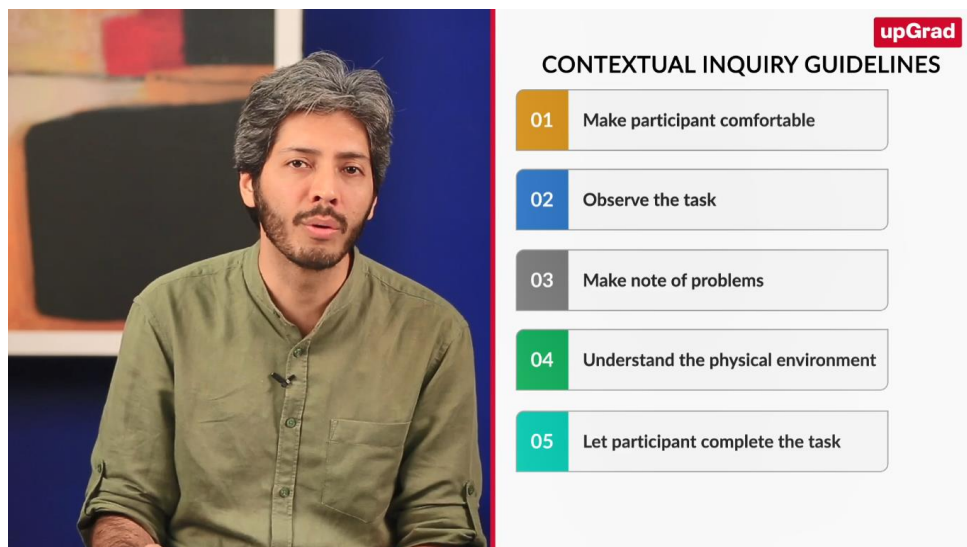 upGrad
CONTEXTUAL INQUIRY GUIDELINES
01 Make participant comfortable
02 Observe the task
03 Make note of problems
04 Understand the physical environment
05 Let participant complete the task